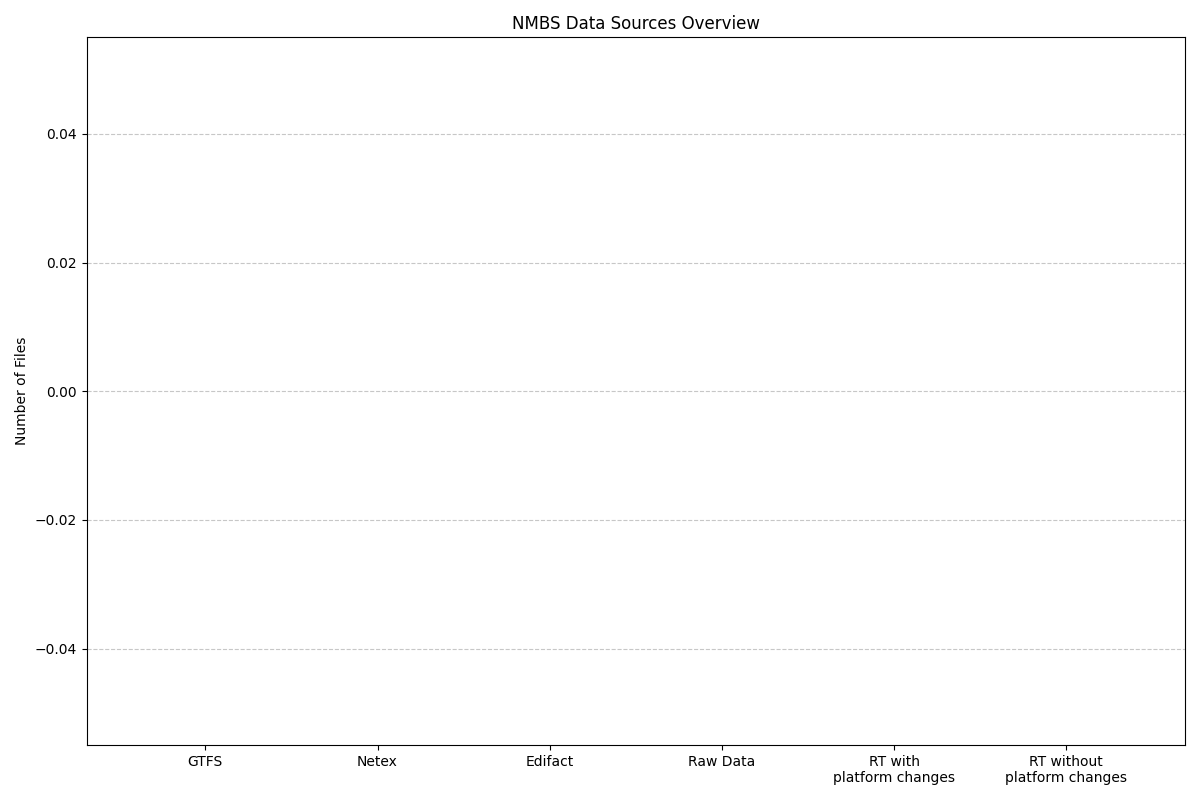 NMBS Data Sources Overview
Number of Files
0.04
0.02
0.00
−0.02
−0.04
GTFS
Netex
Edifact
Raw Data
RT with
platform changes
RT without
platform changes